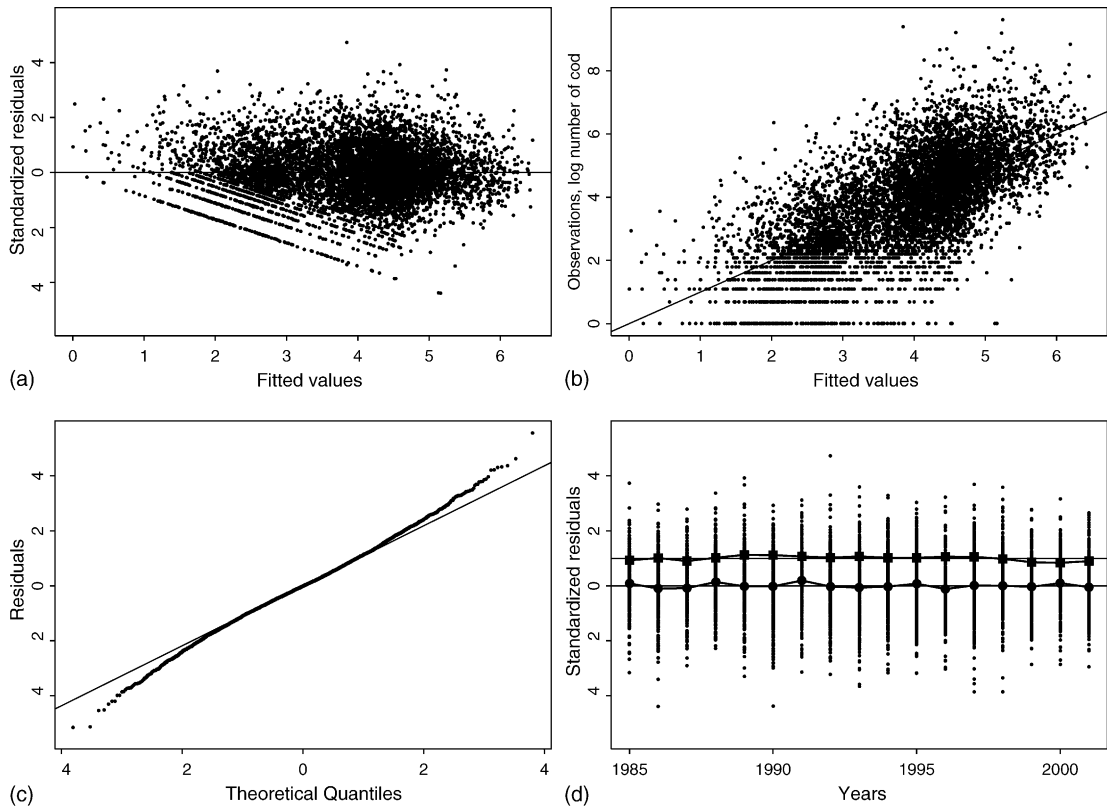 Standardized residuals
4
2
0
2
4
0 1 2 3 4 5 6
(a) Fitted values
Observations, log number of cod
8
6
4
2
0
0 1 2 3 4 5 6
(b) Fitted values
Residuals
4
2
0
2
4
4 2 0 2 4
(c) Theoretical Quantiles
Standardized residuals
4
2
0
2
4
1985 1990 1995 2000
(d) Years